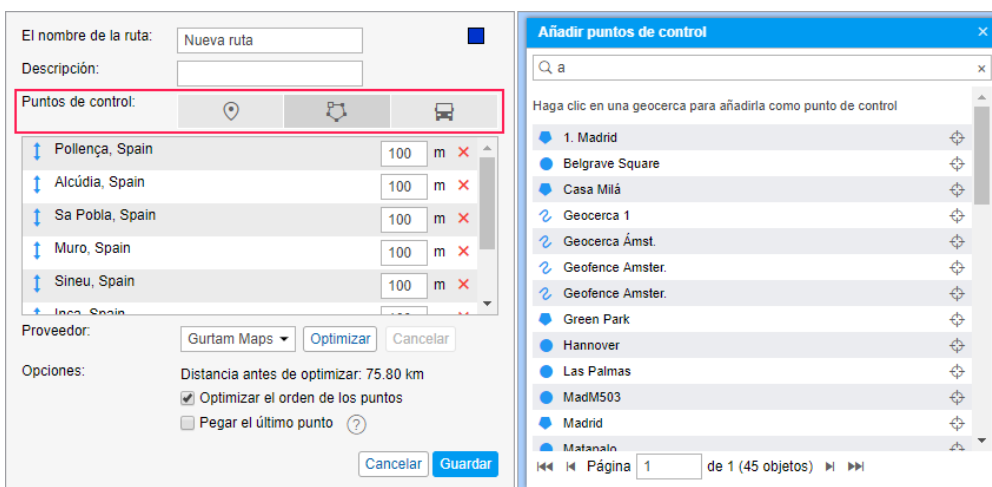 El nombre de la ruta: Nueva ruta
Descripción:
Puntos de control:
Pollença, Spain 100 m
Alcúdia, Spain 100 m
Sa Pobla, Spain 100 m
Muro, Spain 100 m
Sineu, Spain 100 m
Inca, Spain
Proveedor: Gurtam Maps Optimizar Cancelar
Opciones: Distancia antes de optimizar: 75.80 km
Optimizar el orden de los puntos
Pegar el último punto ?
Cancelar Guardar
Añadir puntos de control
a
Haga clic en una geocerca para añadirla como punto de control
1. Madrid
Belgrave Square
Casa Milá
Geocerca 1
Geocerca Ámst.
Geofence Amster.
Geofence Amster.
Green Park
Hannover
Las Palmas
MadM503
Madrid
Matapalo
Página 1 de 1 (45 objetos)